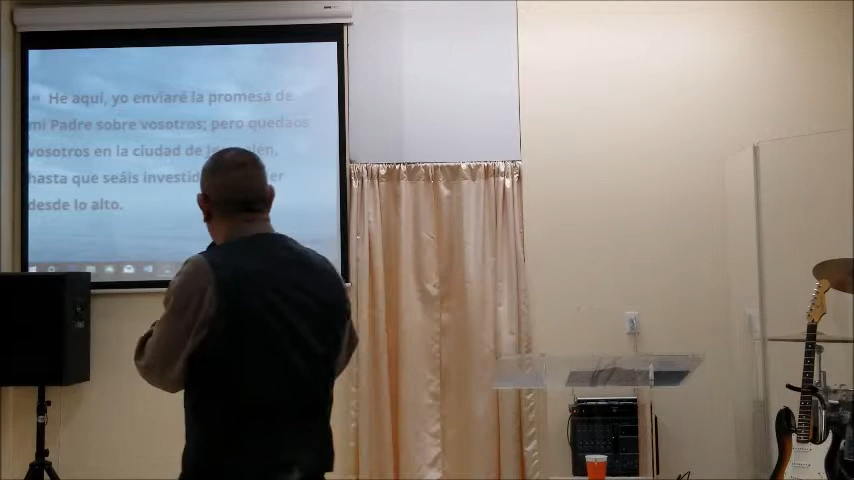 He aquí, yo enviaré la promesa de
mi Padre sobre vosotros; pero quedaos
vosotros en la ciudad de
hasta que seáis
desde lo alto.